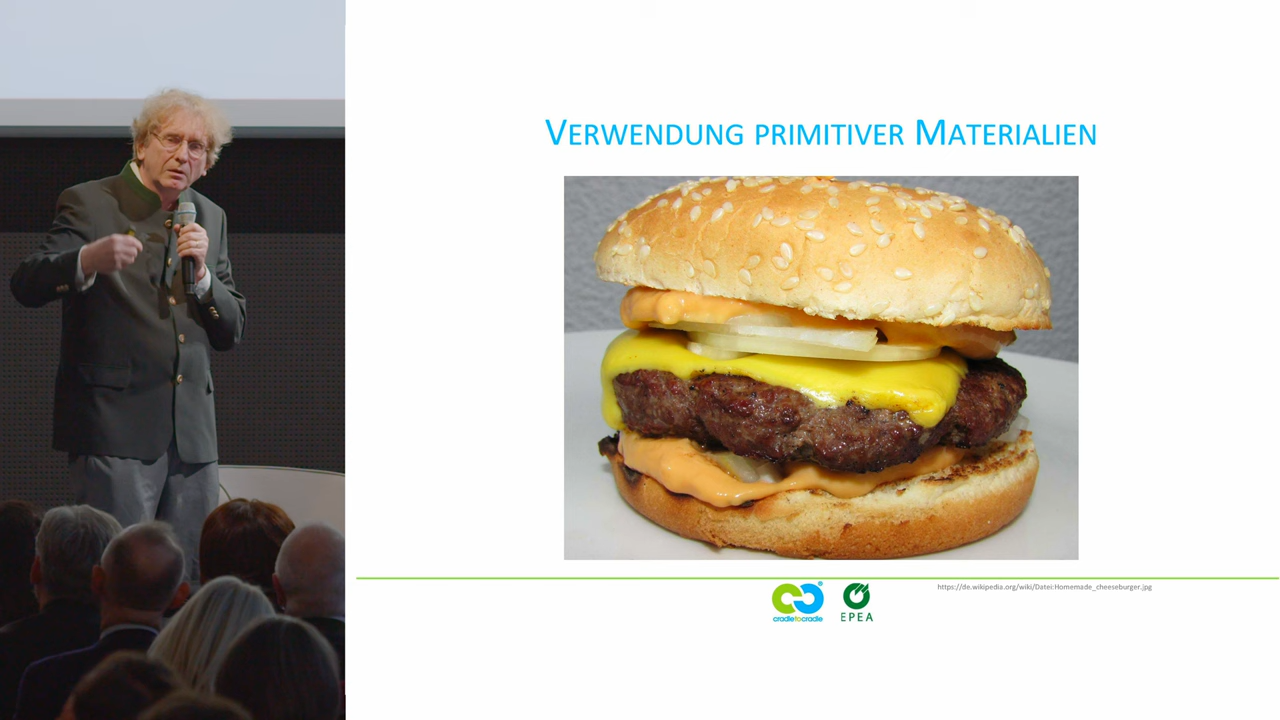 VERWENDUNG PRIMITIVER MATERIALIEN
https://de.wikipedia.org/wiki/Datei:Homemade_cheeseburger.jpg
cradletocradle
®
EPEA